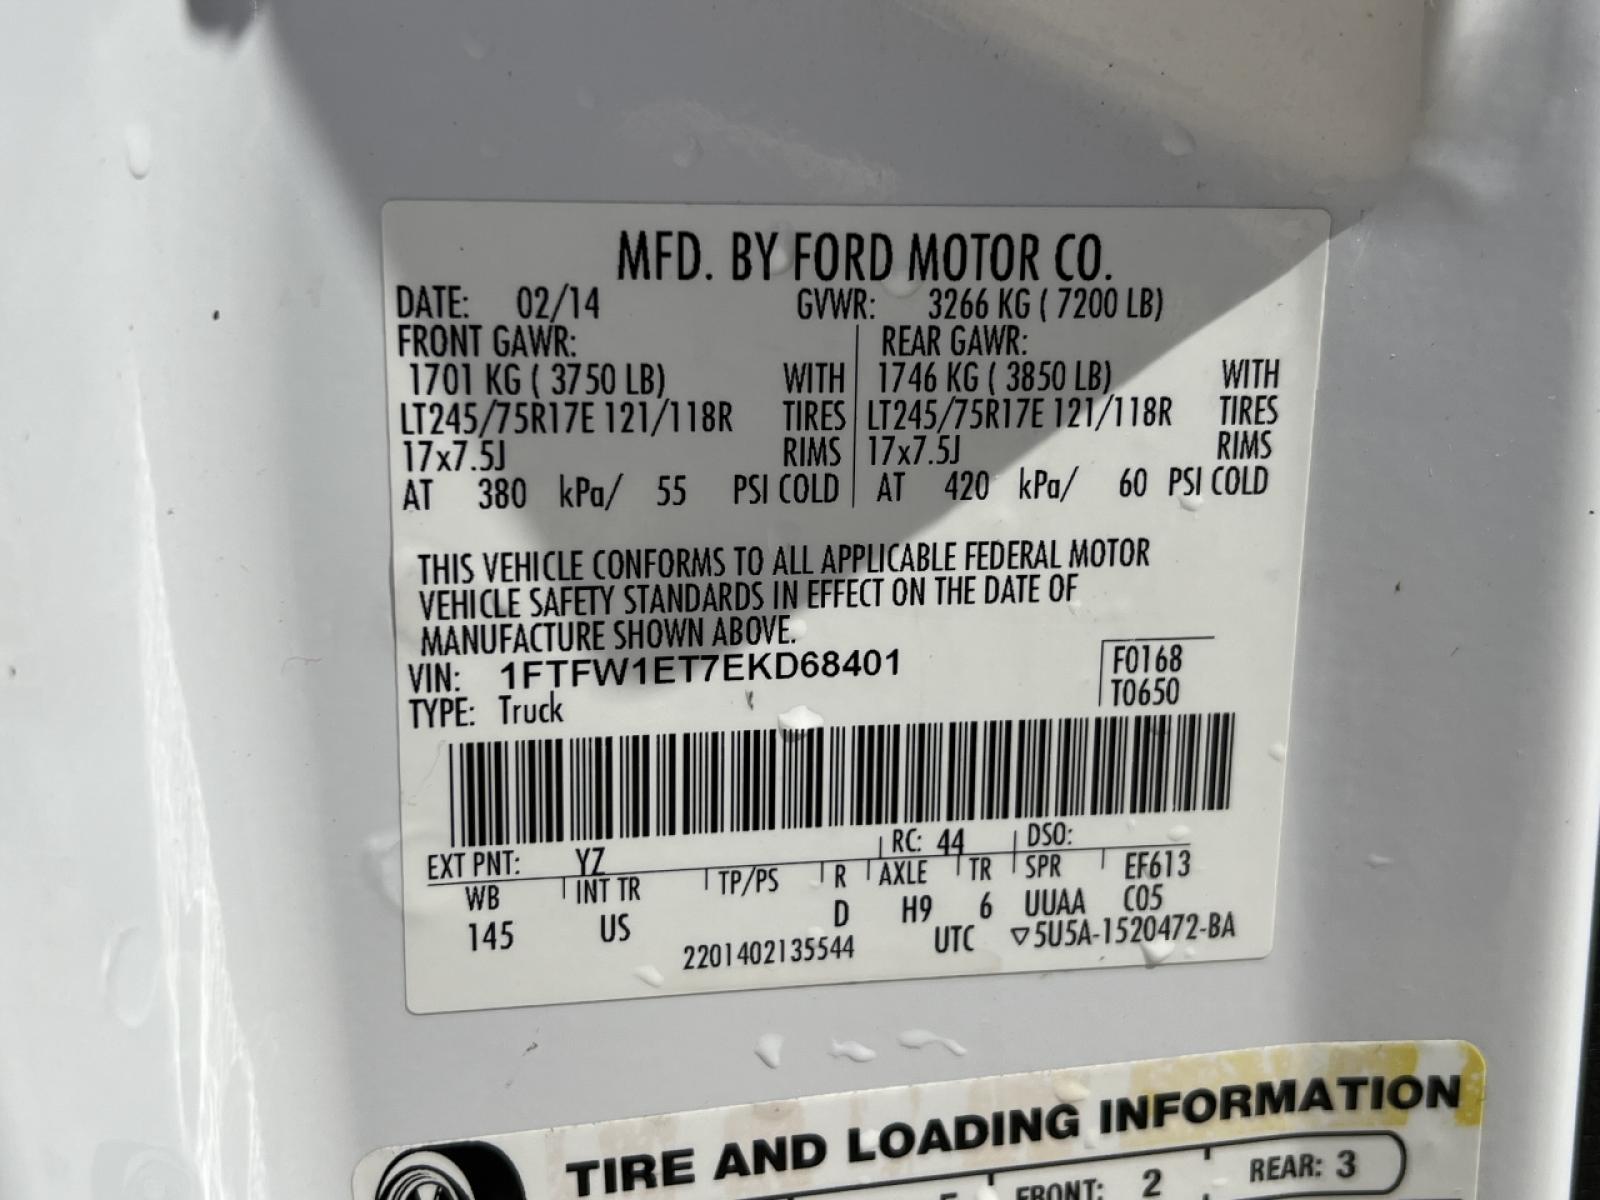 MFD. BY FORD MOTOR CO.
DATE: 02/14 GVWR: 3266 KG ( 7200 LB)
FRONT GAWR: REAR GAWR:
1701 KG ( 3750 LB) WITH 1746 KG ( 3850 LB) WITH
LT245/75R17E 121/118R TIRES LT245/75R17E 121/118R TIRES
17x7.5J RIMS 17x7.5J RIMS
AT 380 kPa/ 55 PSI COLD AT 420 kPa/ 60 PSI COLD
THIS VEHICLE CONFORMS TO ALL APPLICABLE FEDERAL MOTOR
VEHICLE SAFETY STANDARDS IN EFFECT ON THE DATE OF
MANUFACTURE SHOWN ABOVE.
VIN: 1FTFW1ET7EKD68401 F0168
TYPE: Truck T0650
EXT PNT: YZ RC: 44 DSO:
WB INT TR TP/PS R AXLE TR SPR EF613
145 US D H9 6 UUAA C05
2201402135544 UTC ▽5U5A-1520472-BA
TIRE AND LOADING INFORMATION
FRONT: 2 REAR: 3